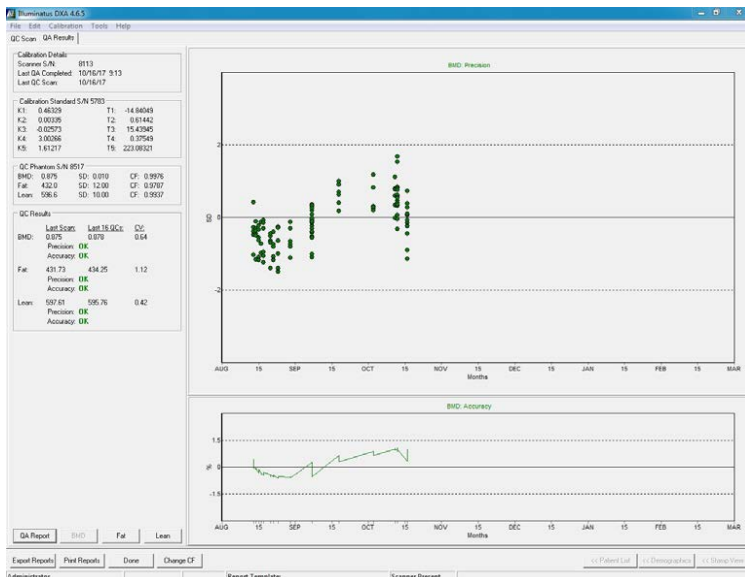 Illuminatus DXA 4.6.5
File Edit Calibration Tools Help
QC Scan QA Results
Calibration Details
Scanner S/N: 8113
Last QA Completed: 10/16/17 9:13
Last QC Scan: 10/16/17
Calibration Standard S/N 5783
K1: 0.46329 T1: -14.84049
K2: 0.00335 T2: 0.61442
K3: -0.02573 T3: 15.43945
K4: 3.00266 T4: 0.37549
K5: 1.61217 T5: 223.08321
QC Phantom S/N 8517
BMD: 0.875 SD: 0.010 CF: 0.9976
Fat: 432.0 SD: 12.00 CF: 0.9787
Lean: 596.6 SD: 10.00 CF: 0.9937
QC Results
Last Scan: Last 16 QCs: CV:
BMD: 0.875 0.878 0.64
Precision: OK
Accuracy: OK
Fat: 431.73 434.25 1.12
Precision: OK
Accuracy: OK
Lean: 597.61 595.76 0.42
Precision: OK
Accuracy: OK
BMD: Precision
2
SD 0
-2
AUG 15 SEP 15 OCT 15 NOV 15 DEC 15 JAN 15 FEB 15 MAR
Months
BMD: Accuracy
1.5
% 0
-1.5
AUG 15 SEP 15 OCT 15 NOV 15 DEC 15 JAN 15 FEB 15 MAR
Months
QA Report BMD Fat Lean
Export Reports Print Reports Done Change CF << Patient List << Demographics << Startup View
Administrator Report Template: Scanner Present